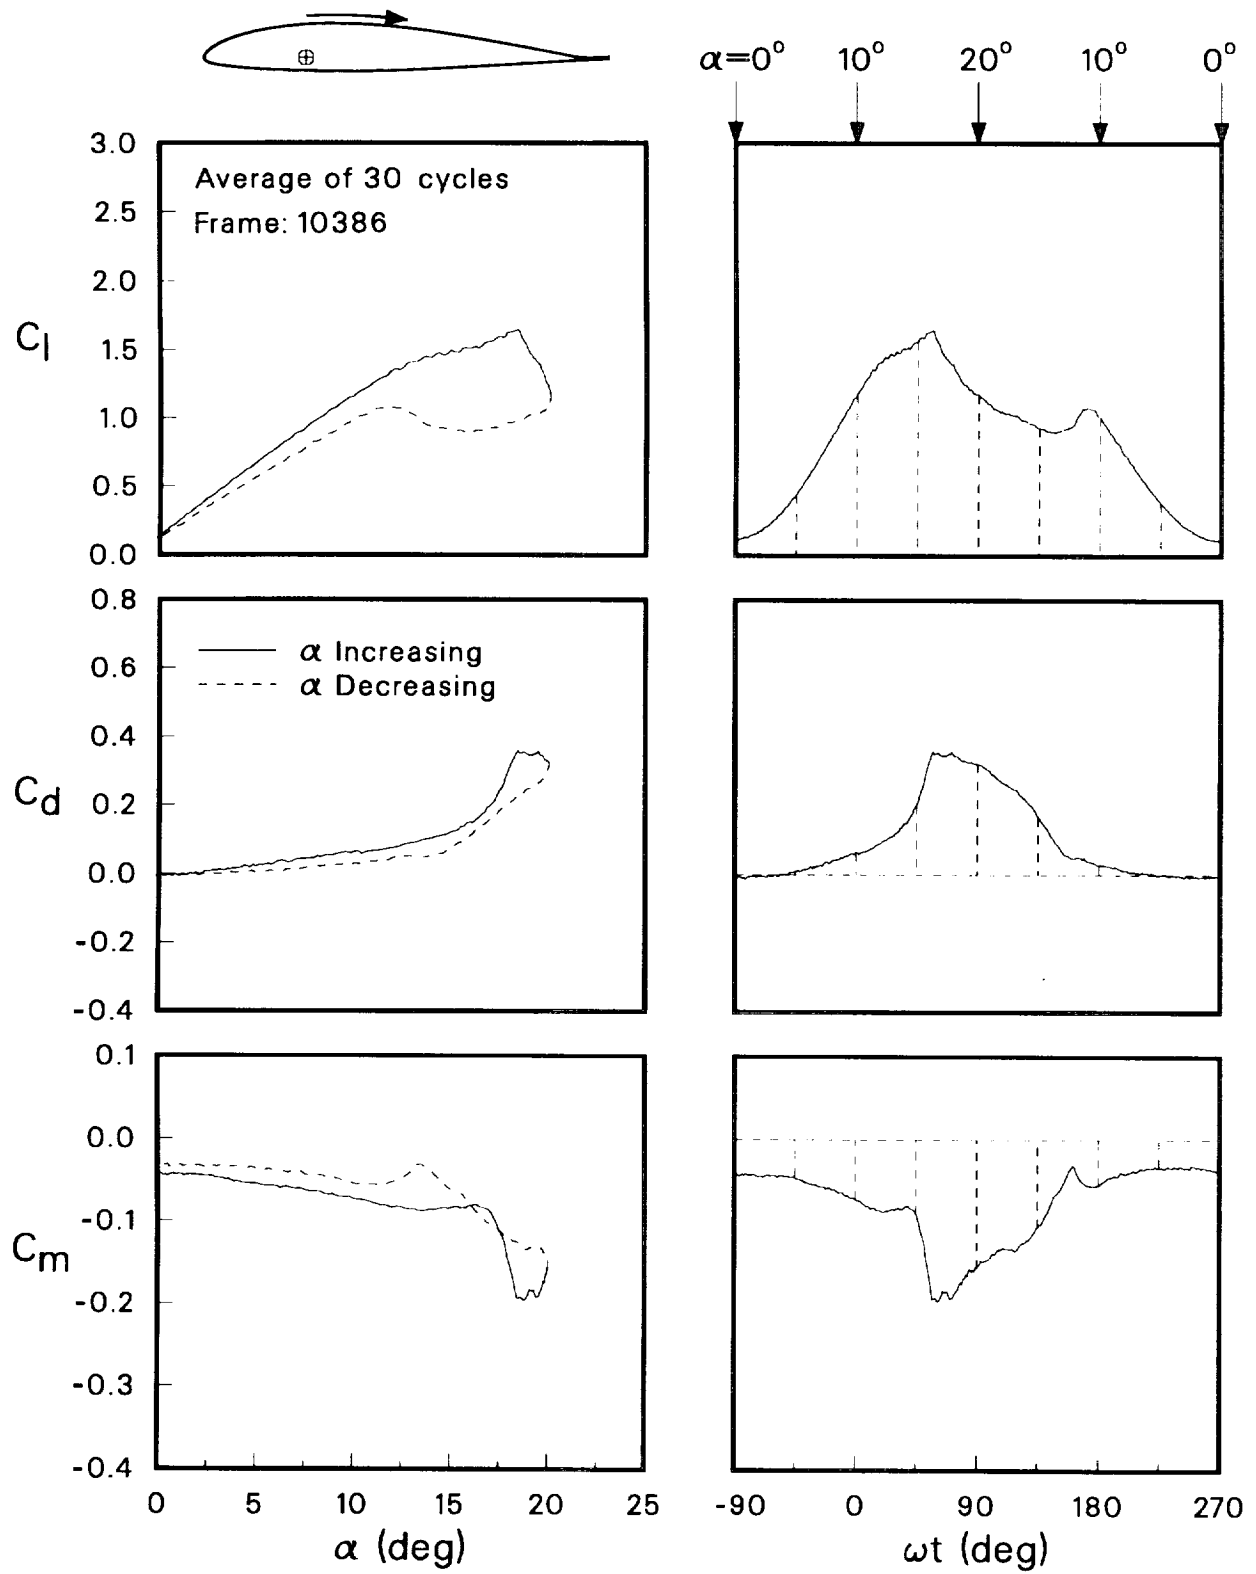 α=0° 10° 20° 10° 0°
3.0
2.5
2.0
1.5
1.0
0.5
0.0
Cl
Average of 30 cycles
Frame: 10386
0.8
0.6
0.4
0.2
0.0
-0.2
-0.4
Cd
α Increasing
α Decreasing
0.1
0.0
-0.1
-0.2
-0.3
-0.4
Cm
0 5 10 15 20 25
α (deg)
-90 0 90 180 270
ωt (deg)